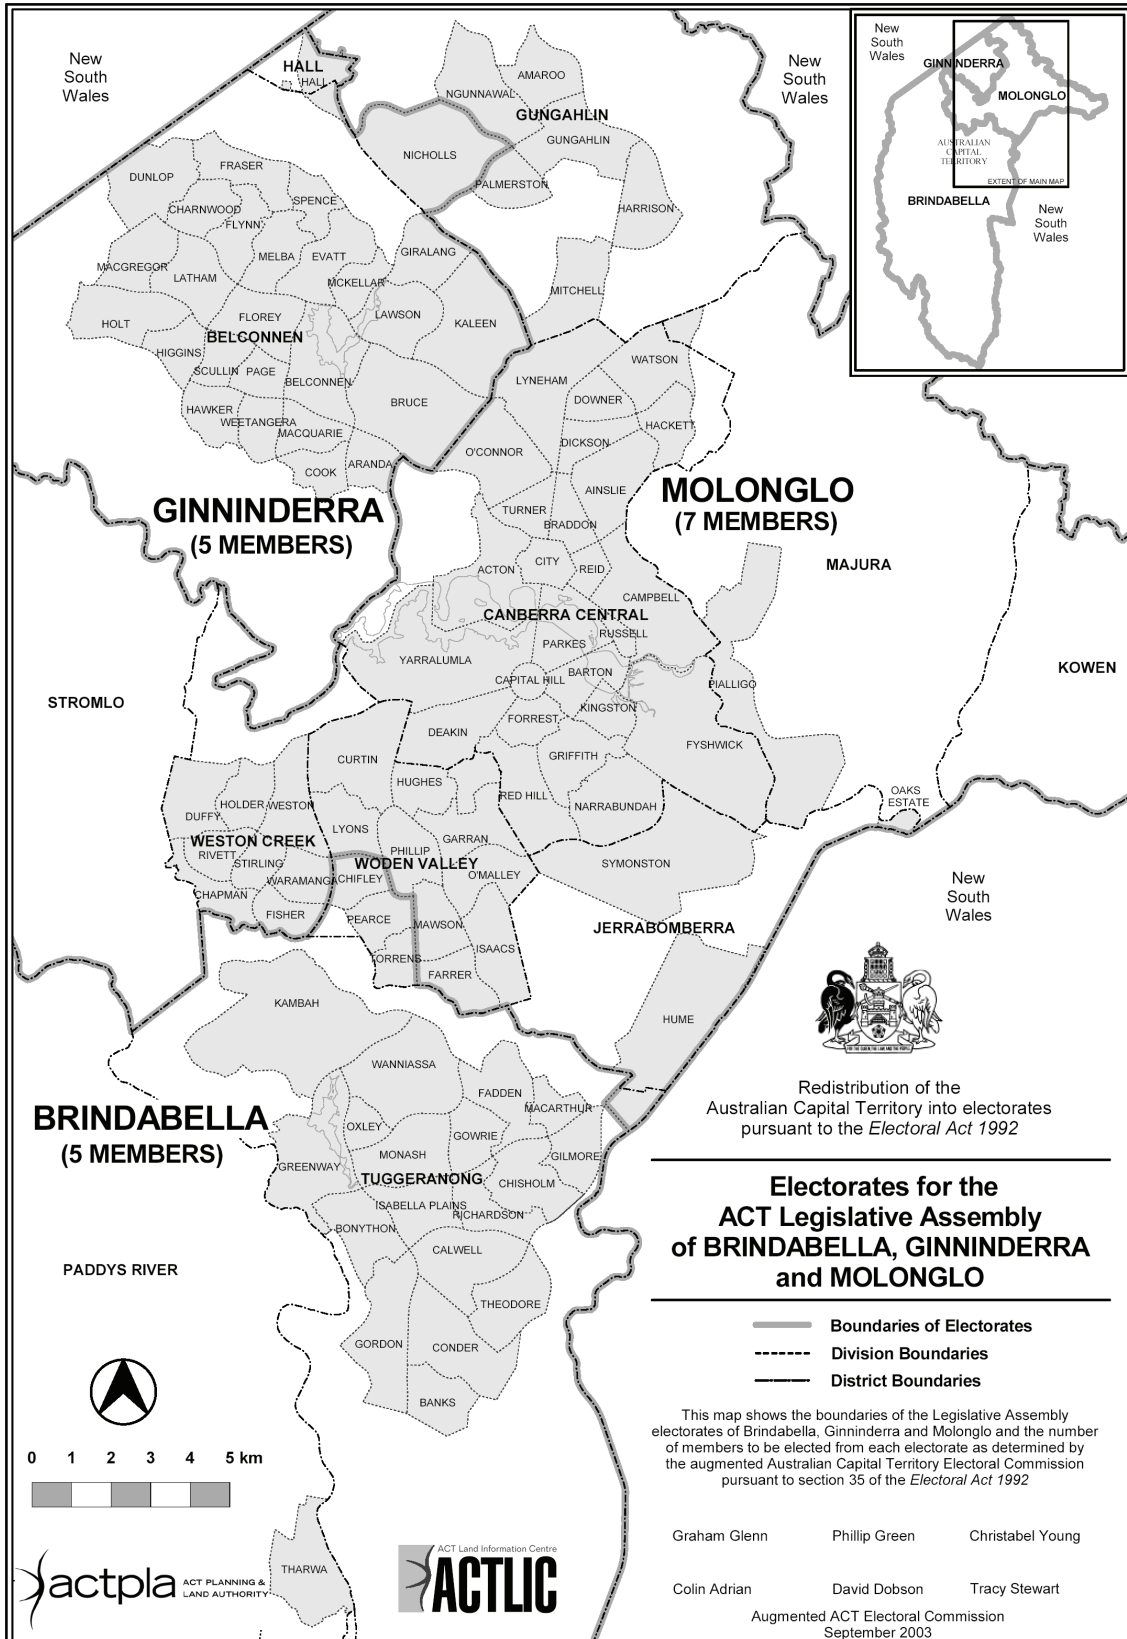 New
South
Wales
New
South
Wales
New
South
Wales
GINNINDERRA
MOLONGLO
AUSTRALIAN
CAPITAL
TERRITORY
EXTENT OF MAIN MAP
BRINDABELLA
New
South
Wales
HALL
HALL
AMAROO
NGUNNAWAL
GUNGAHLIN
GUNGAHLIN
NICHOLLS
PALMERSTON
HARRISON
FRASER
DUNLOP
SPENCE
CHARNWOOD
FLYNN
GIRALANG
MELBA
EVATT
MACGREGOR
LATHAM
MCKELLAR
MITCHELL
LAWSON
FLOREY
HOLT
KALEEN
BELCONNEN
HIGGINS
SCULLIN
PAGE
BELCONNEN
WATSON
LYNEHAM
DOWNER
BRUCE
HAWKER
WEETANGERA
MACQUARIE
HACKETT
DICKSON
O'CONNOR
ARANDA
COOK
AINSLIE
MOLONGLO
(7 MEMBERS)
GINNINDERRA
(5 MEMBERS)
TURNER
BRADDON
CITY
REID
ACTON
MAJURA
CAMPBELL
CANBERRA CENTRAL
RUSSELL
PARKES
YARRALUMLA
BARTON
CAPITAL HILL
PIALLIGO
KOWEN
STROMLO
KINGSTON
FORREST
DEAKIN
FYSHWICK
GRIFFITH
CURTIN
HUGHES
RED HILL
NARRABUNDAH
OAKS
ESTATE
HOLDER
WESTON
DUFFY
LYONS
GARRAN
WESTON CREEK
PHILLIP
RIVETT
STIRLING
WODEN VALLEY
SYMONSTON
WARAMANGA
CHIFLEY
O'MALLEY
CHAPMAN
FISHER
PEARCE
MAWSON
JERRABOMBERRA
New
South
Wales
ISAACS
TORRENS
FARRER
KAMBAH
HUME
WANNIASSA
FADDEN
MACARTHUR
BRINDABELLA
(5 MEMBERS)
OXLEY
GOWRIE
MONASH
GILMORE
GREENWAY
TUGGERANONG
CHISHOLM
ISABELLA PLAINS
RICHARDSON
BONYTHON
CALWELL
PADDYS RIVER
THEODORE
GORDON
CONDER
BANKS
THARWA
FOR THE QUEEN, THE LAW AND THE PEOPLE
Redistribution of the
Australian Capital Territory into electorates
pursuant to the Electoral Act 1992
Electorates for the
ACT Legislative Assembly
of BRINDABELLA, GINNINDERRA
and MOLONGLO
Boundaries of Electorates
Division Boundaries
District Boundaries
This map shows the boundaries of the Legislative Assembly
electorates of Brindabella, Ginninderra and Molonglo and the number
of members to be elected from each electorate as determined by
the augmented Australian Capital Territory Electoral Commission
pursuant to section 35 of the Electoral Act 1992
Graham Glenn Phillip Green Christabel Young
Colin Adrian David Dobson Tracy Stewart
Augmented ACT Electoral Commission
September 2003
0 1 2 3 4 5 km
actpla
ACT PLANNING &
LAND AUTHORITY
ACT Land Information Centre
ACTLIC